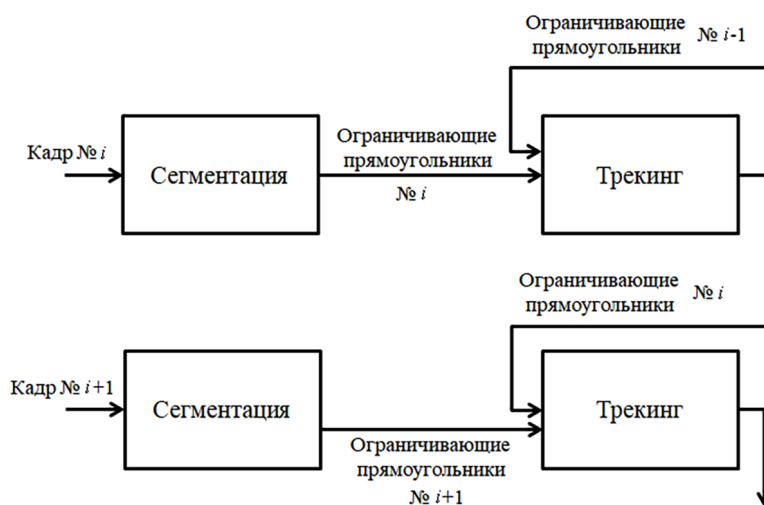 Ограничивающие
прямоугольники № i-1
Кадр № i
Сегментация
Ограничивающие
прямоугольники
№ i
Трекинг
Ограничивающие
прямоугольники № i
Кадр № i+1
Сегментация
Ограничивающие
прямоугольники
№ i+1
Трекинг